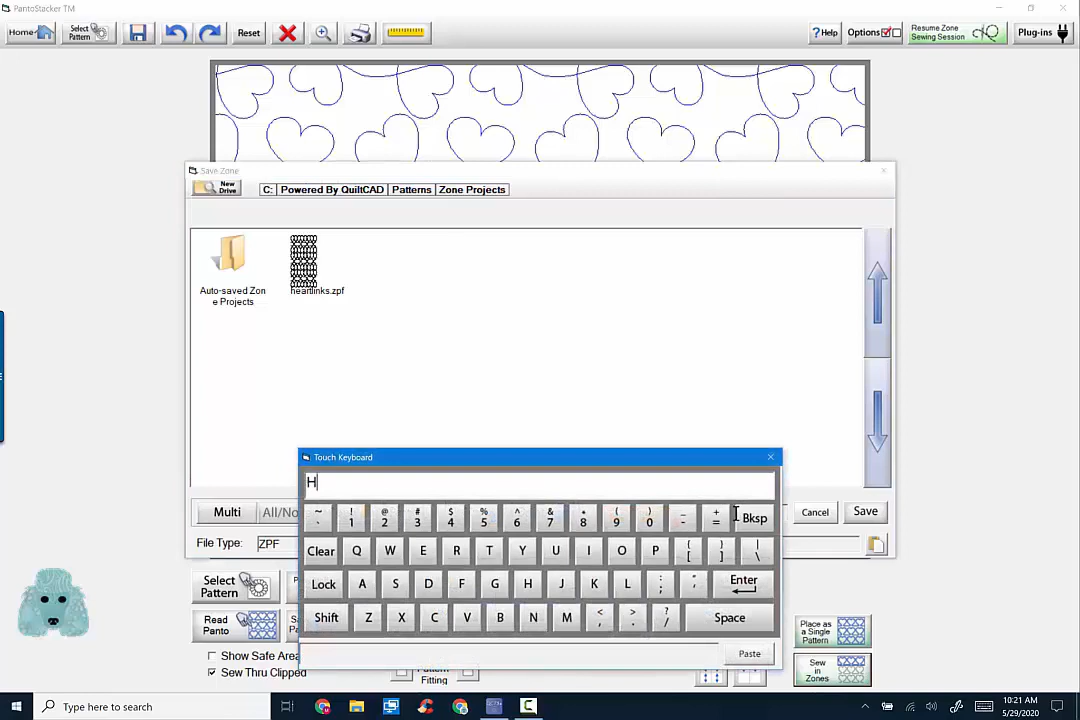 PantoStacker TM
Home
Select
Pattern
Reset
?Help
Options
Resume Zone
Sewing Session
Plug-ins
Save Zone
New
Drive
C: Powered By QuiltCAD Patterns Zone Projects
Auto-saved Zon
e Projects
heartlinks.zpf
Touch Keyboard
H
Multi
All/No
Cancel
Save
File Type:
ZPF
~ ! @ # $ % ^ & * ( ) _ +
` 1 2 3 4 5 6 7 8 9 0 - = Bksp
Clear Q W E R T Y U I O P { [ } ] | \
Lock A S D F G H J K L : ; " ' Enter
Shift Z X C V B N M < , > . ? / Space
Paste
Select
Pattern
Read
Panto
Show Safe Area
Sew Thru Clipped
Pattern
Fitting
Place as
a Single
Pattern
Sew
in
Zones
Type here to search
10:21 AM
5/29/2020